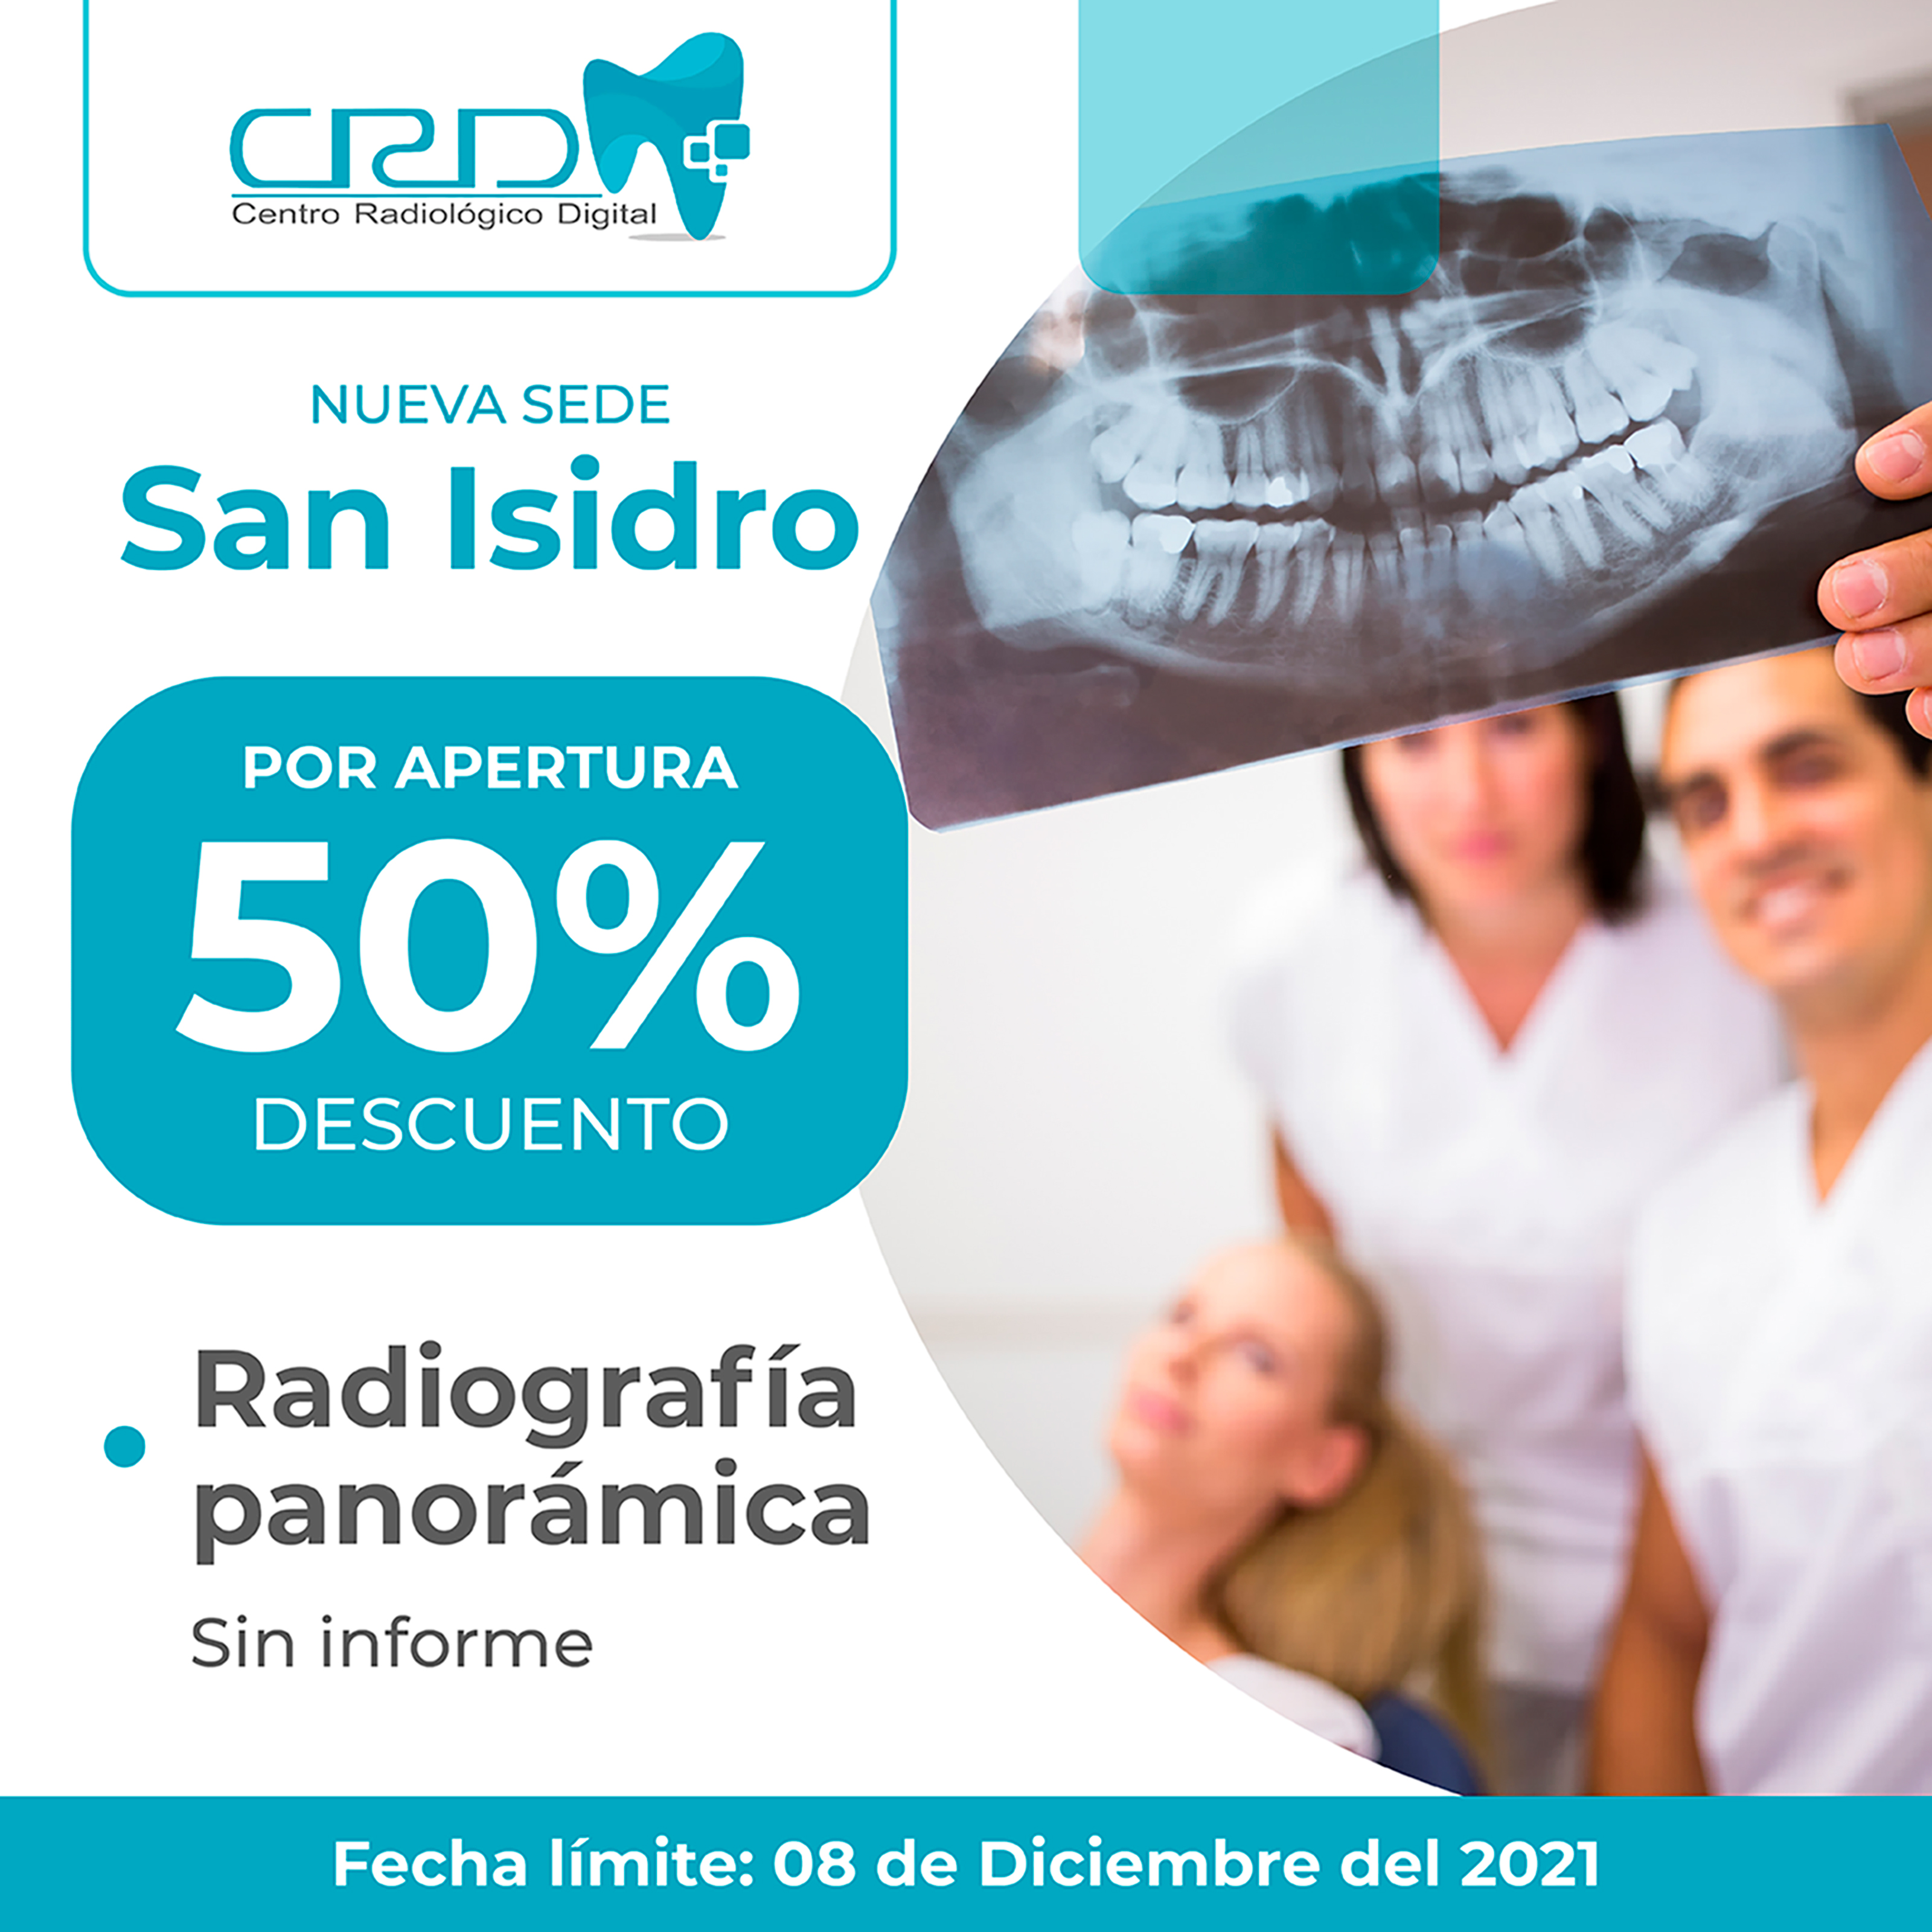 CRD
Centro Radiológico Digital
NUEVA SEDE
San Isidro
POR APERTURA
50%
DESCUENTO
Radiografía
panorámica
Sin informe
Fecha límite: 08 de Diciembre del 2021